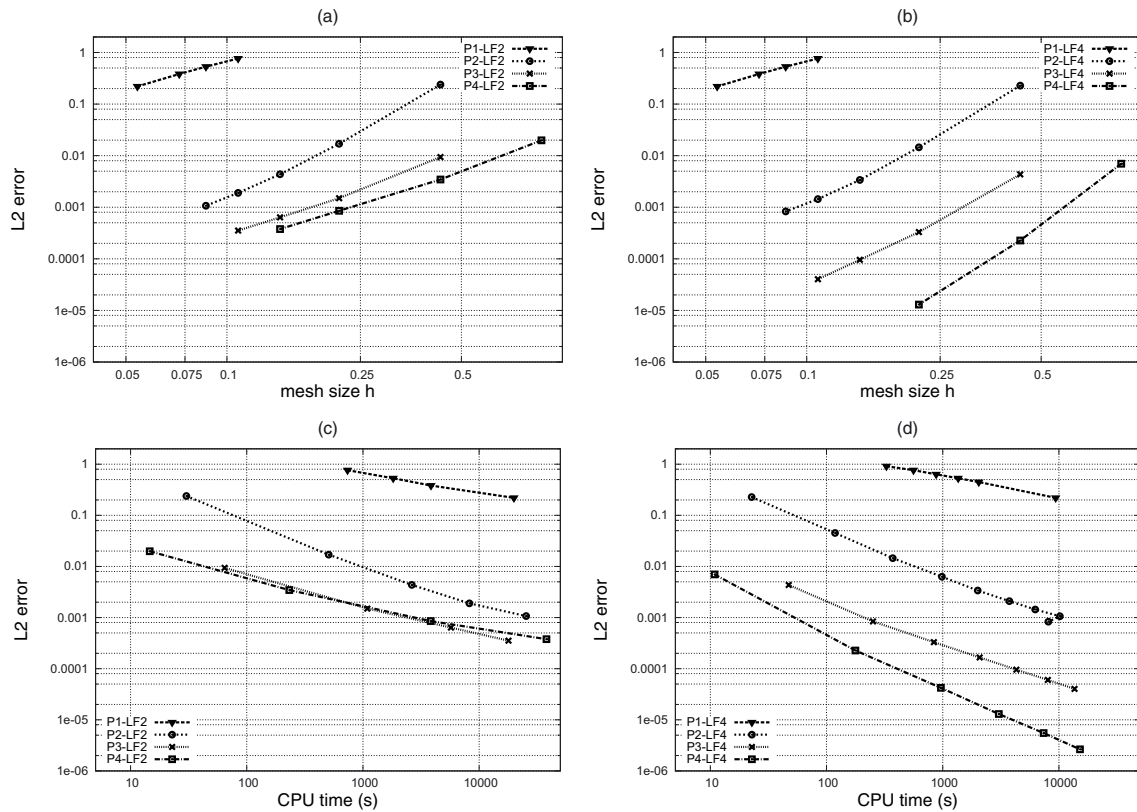 (a)
1
0.1
0.01
0.001
0.0001
1e-05
1e-06
L2 error
0.05
0.075
0.1
0.25
0.5
mesh size h
P1-LF2
P2-LF2
P3-LF2
P4-LF2
(b)
1
0.1
0.01
0.001
0.0001
1e-05
1e-06
L2 error
0.05
0.075
0.1
0.25
0.5
mesh size h
P1-LF4
P2-LF4
P3-LF4
P4-LF4
(c)
1
0.1
0.01
0.001
0.0001
1e-05
1e-06
L2 error
P1-LF2
P2-LF2
P3-LF2
P4-LF2
10
100
1000
10000
CPU time (s)
(d)
1
0.1
0.01
0.001
0.0001
1e-05
1e-06
L2 error
P1-LF4
P2-LF4
P3-LF4
P4-LF4
10
100
1000
10000
CPU time (s)